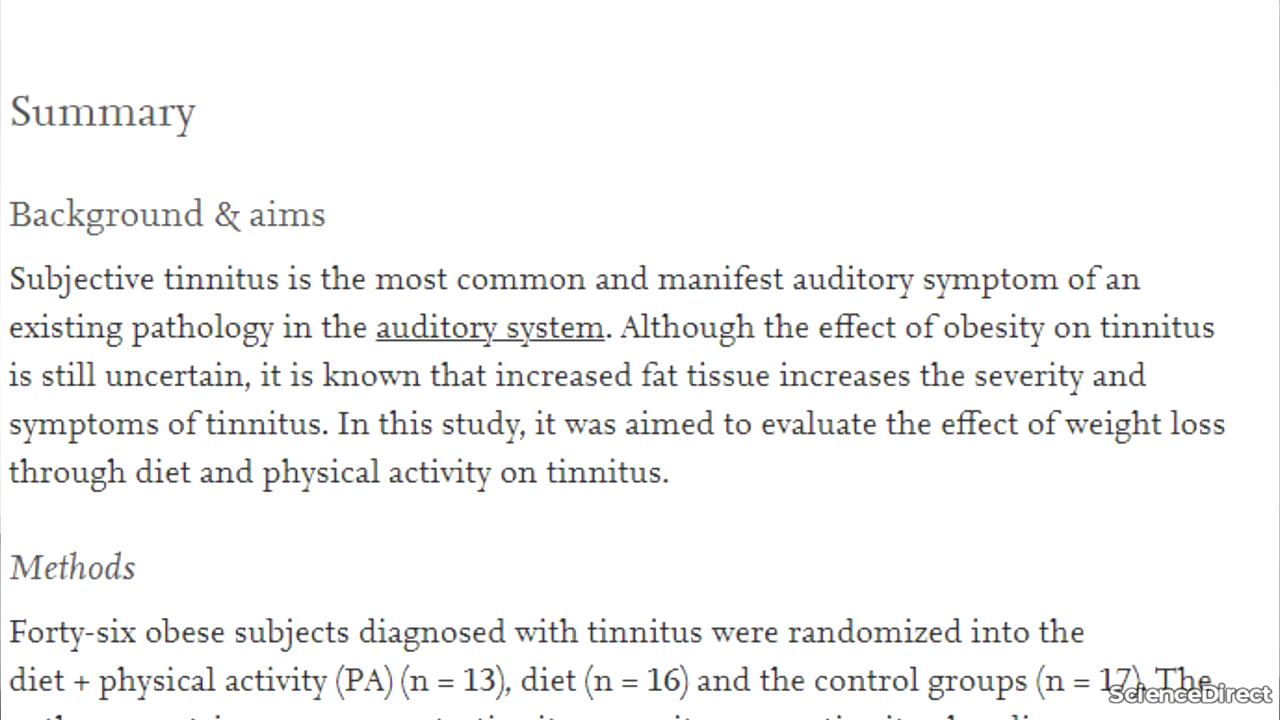 Summary
Background & aims
Subjective tinnitus is the most common and manifest auditory symptom of an
existing pathology in the auditory system. Although the effect of obesity on tinnitus
is still uncertain, it is known that increased fat tissue increases the severity and
symptoms of tinnitus. In this study, it was aimed to evaluate the effect of weight loss
through diet and physical activity on tinnitus.
Methods
Forty-six obese subjects diagnosed with tinnitus were randomized into the
diet + physical activity (PA) (n = 13), diet (n = 16) and the control groups (n = 17). The
ScienceDirect